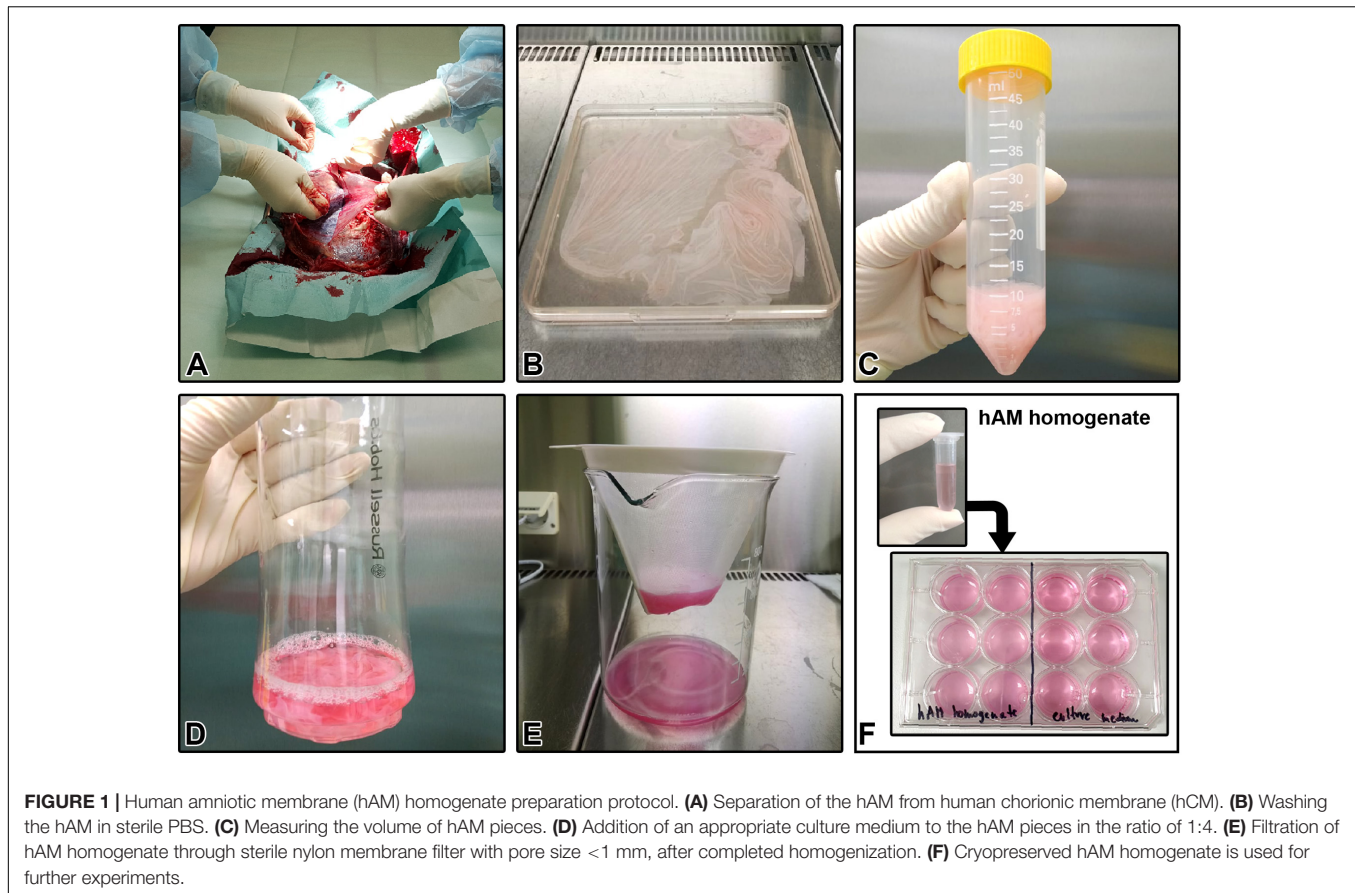 A
B
C
ml
50
45
40
35
30
25
20
15
10
7,5
5
D
Russell Hobbs
E
F
hAM homogenate
hAM homogenate
culture medium
FIGURE 1 | Human amniotic membrane (hAM) homogenate preparation protocol. (A) Separation of the hAM from human chorionic membrane (hCM). (B) Washing
the hAM in sterile PBS. (C) Measuring the volume of hAM pieces. (D) Addition of an appropriate culture medium to the hAM pieces in the ratio of 1:4. (E) Filtration of
hAM homogenate through sterile nylon membrane filter with pore size <1 mm, after completed homogenization. (F) Cryopreserved hAM homogenate is used for
further experiments.